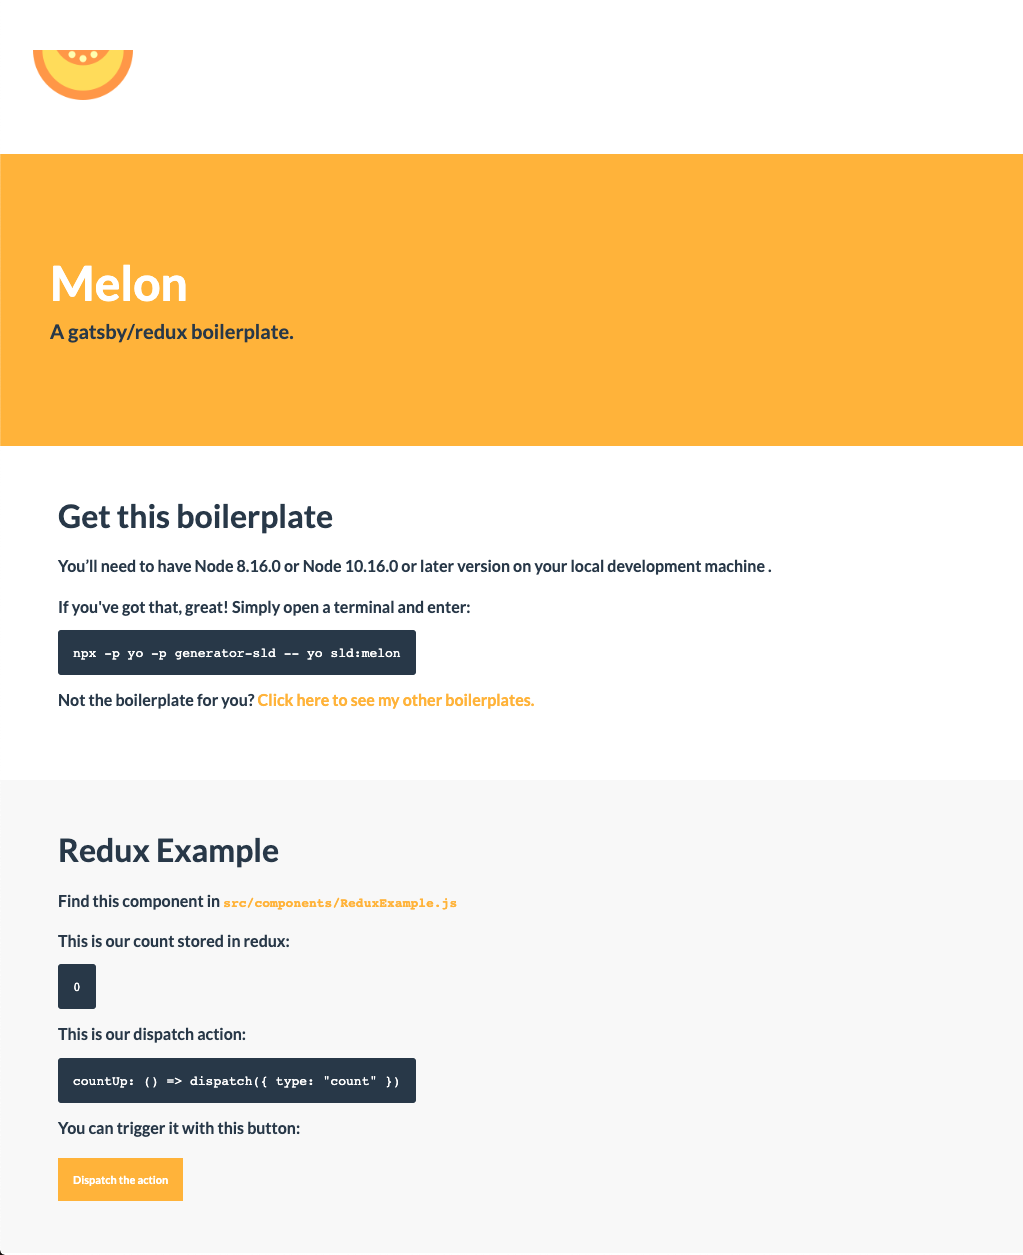 Melon
A gatsby/redux boilerplate.
Get this boilerplate
You’ll need to have Node 8.16.0 or Node 10.16.0 or later version on your local development machine .
If you've got that, great! Simply open a terminal and enter:
npx -p yo -p generator-sld -- yo sld:melon
Not the boilerplate for you? Click here to see my other boilerplates.
Redux Example
Find this component in src/components/ReduxExample.js
This is our count stored in redux:
0
This is our dispatch action:
countUp: () => dispatch({ type: "count" })
You can trigger it with this button:
Dispatch the action